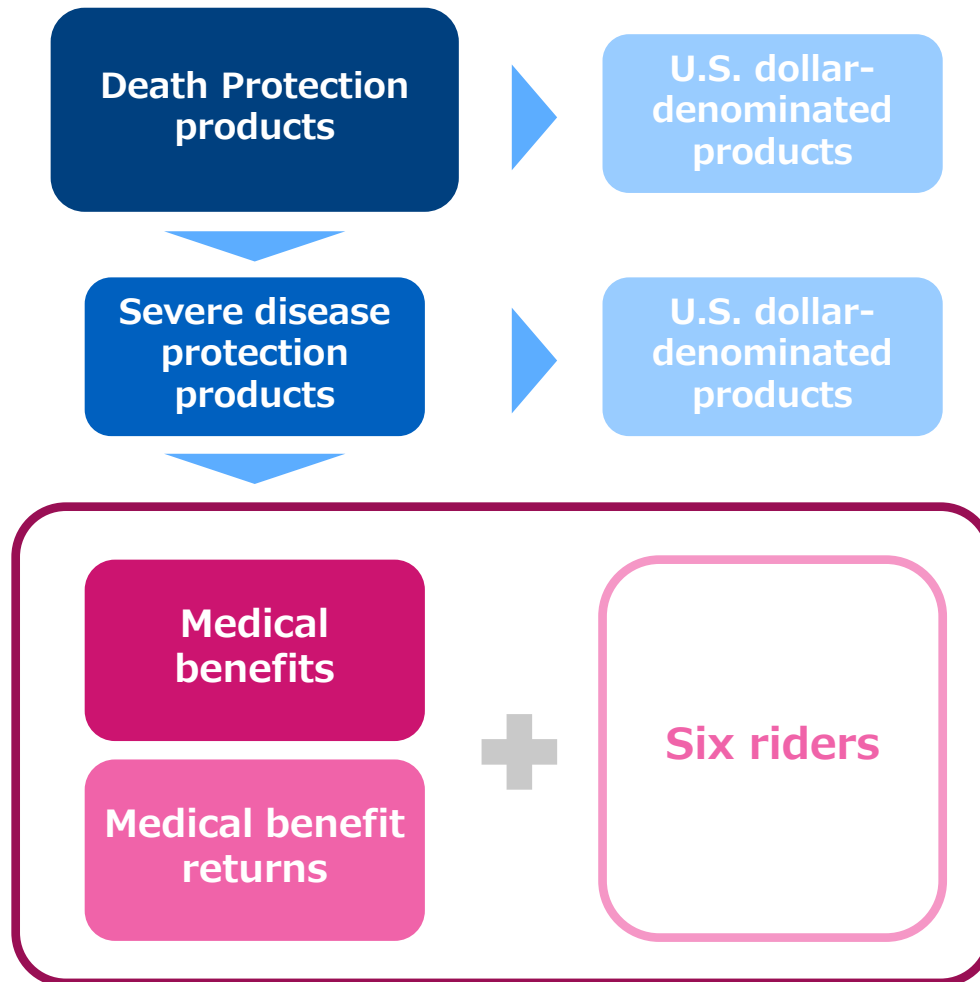 Death Protection
products
U.S. dollar-
denominated
products
Severe disease
protection
products
U.S. dollar-
denominated
products
Medical
benefits
Six riders
Medical benefit
returns